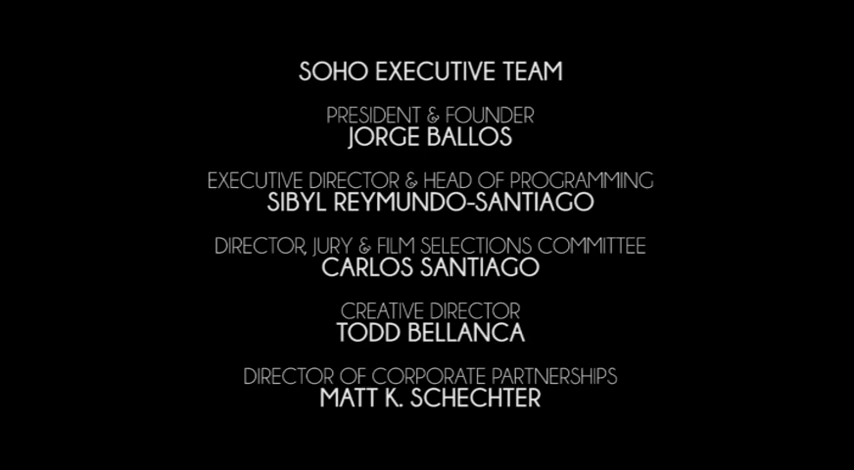 SOHO EXECUTIVE TEAM
PRESIDENT & FOUNDER
JORGE BALLOS
EXECUTIVE DIRECTOR & HEAD OF PROGRAMMING
SIBYL REYMUNDO-SANTIAGO
DIRECTOR, JURY & FILM SELECTIONS COMMITTEE
CARLOS SANTIAGO
CREATIVE DIRECTOR
TODD BELLANCA
DIRECTOR OF CORPORATE PARTNERSHIPS
MATT K. SCHECHTER